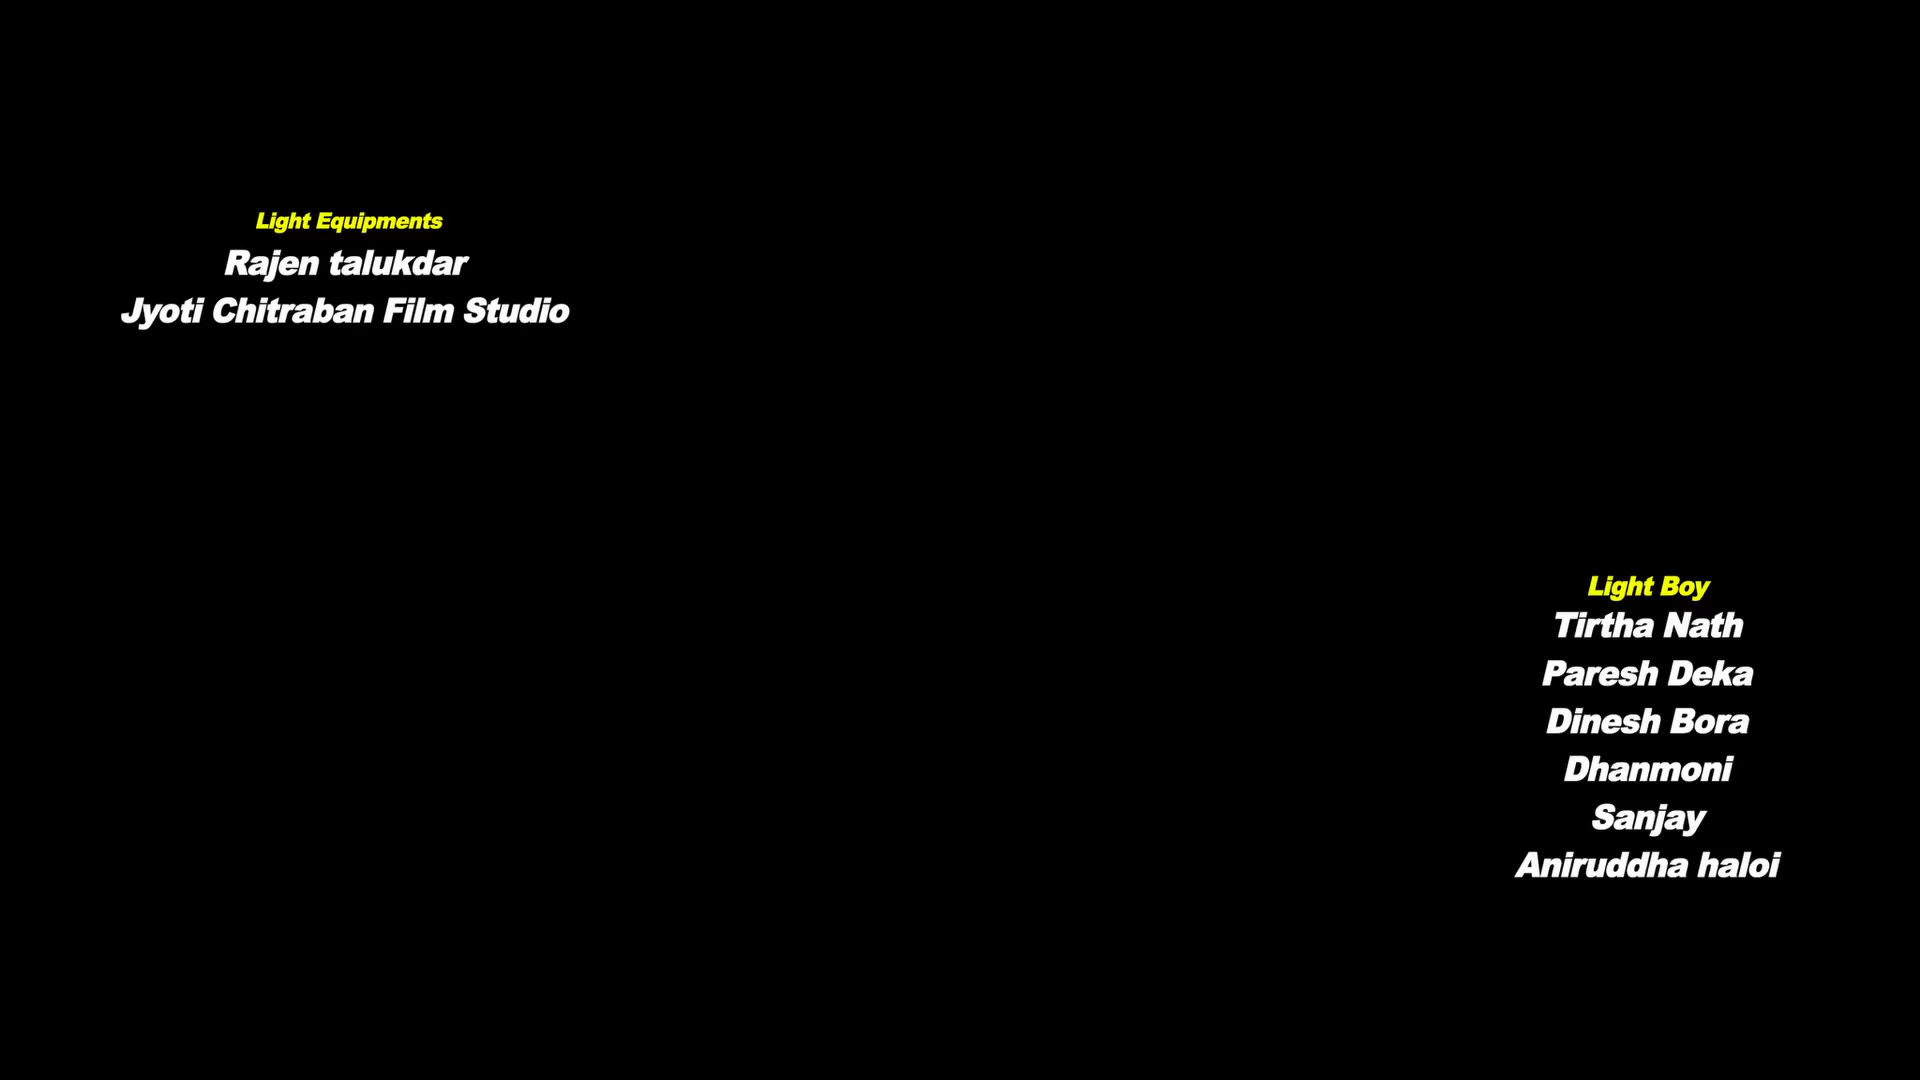 Light Equipments
Rajen talukdar
Jyoti Chitraban Film Studio
Light Boy
Tirtha Nath
Paresh Deka
Dinesh Bora
Dhanmoni
Sanjay
Aniruddha haloi